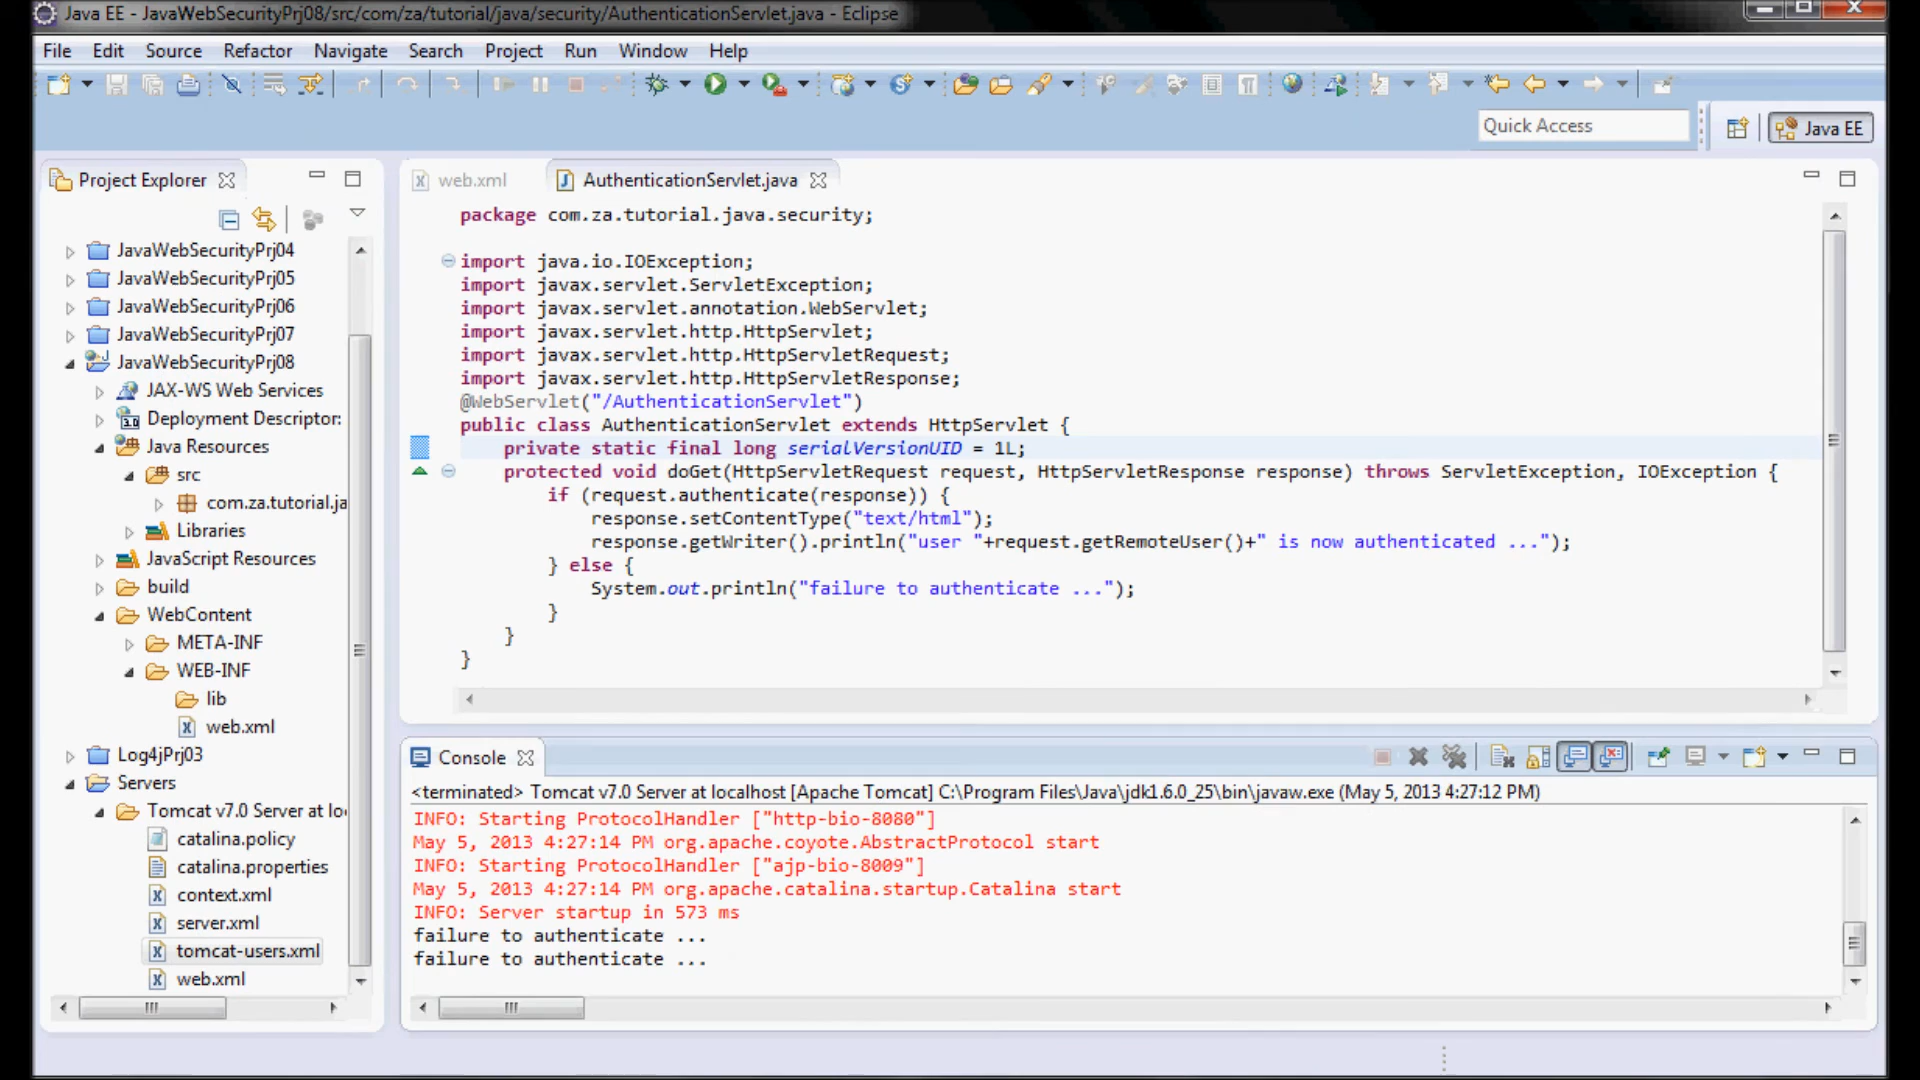 Java EE - JavaWebSecurityPrj08/src/com/za/tutorial/java/security/AuthenticationServlet.java - Eclipse
File Edit Source Refactor Navigate Search Project Run Window Help
Quick Access
Java EE
Project Explorer
JavaWebSecurityPrj04
JavaWebSecurityPrj05
JavaWebSecurityPrj06
JavaWebSecurityPrj07
JavaWebSecurityPrj08
JAX-WS Web Services
Deployment Descriptor:
Java Resources
src
com.za.tutorial.ja
Libraries
JavaScript Resources
build
WebContent
META-INF
WEB-INF
lib
web.xml
Log4jPrj03
Servers
Tomcat v7.0 Server at lo
catalina.policy
catalina.properties
context.xml
server.xml
tomcat-users.xml
web.xml
web.xml
AuthenticationServlet.java
package com.za.tutorial.java.security;
import java.io.IOException;
import javax.servlet.ServletException;
import javax.servlet.annotation.WebServlet;
import javax.servlet.http.HttpServlet;
import javax.servlet.http.HttpServletRequest;
import javax.servlet.http.HttpServletResponse;
@WebServlet("/AuthenticationServlet")
public class AuthenticationServlet extends HttpServlet {
private static final long serialVersionUID = 1L;
protected void doGet(HttpServletRequest request, HttpServletResponse response) throws ServletException, IOException {
if (request.authenticate(response)) {
response.setContentType("text/html");
response.getWriter().println("user "+request.getRemoteUser()+" is now authenticated ...");
} else {
System.out.println("failure to authenticate ...");
}
}
}
Console
<terminated> Tomcat v7.0 Server at localhost [Apache Tomcat] C:\Program Files\Java\jdk1.6.0_25\bin\javaw.exe (May 5, 2013 4:27:12 PM)
INFO: Starting ProtocolHandler ["http-bio-8080"]
May 5, 2013 4:27:14 PM org.apache.coyote.AbstractProtocol start
INFO: Starting ProtocolHandler ["ajp-bio-8009"]
May 5, 2013 4:27:14 PM org.apache.catalina.startup.Catalina start
INFO: Server startup in 573 ms
failure to authenticate ...
failure to authenticate ...